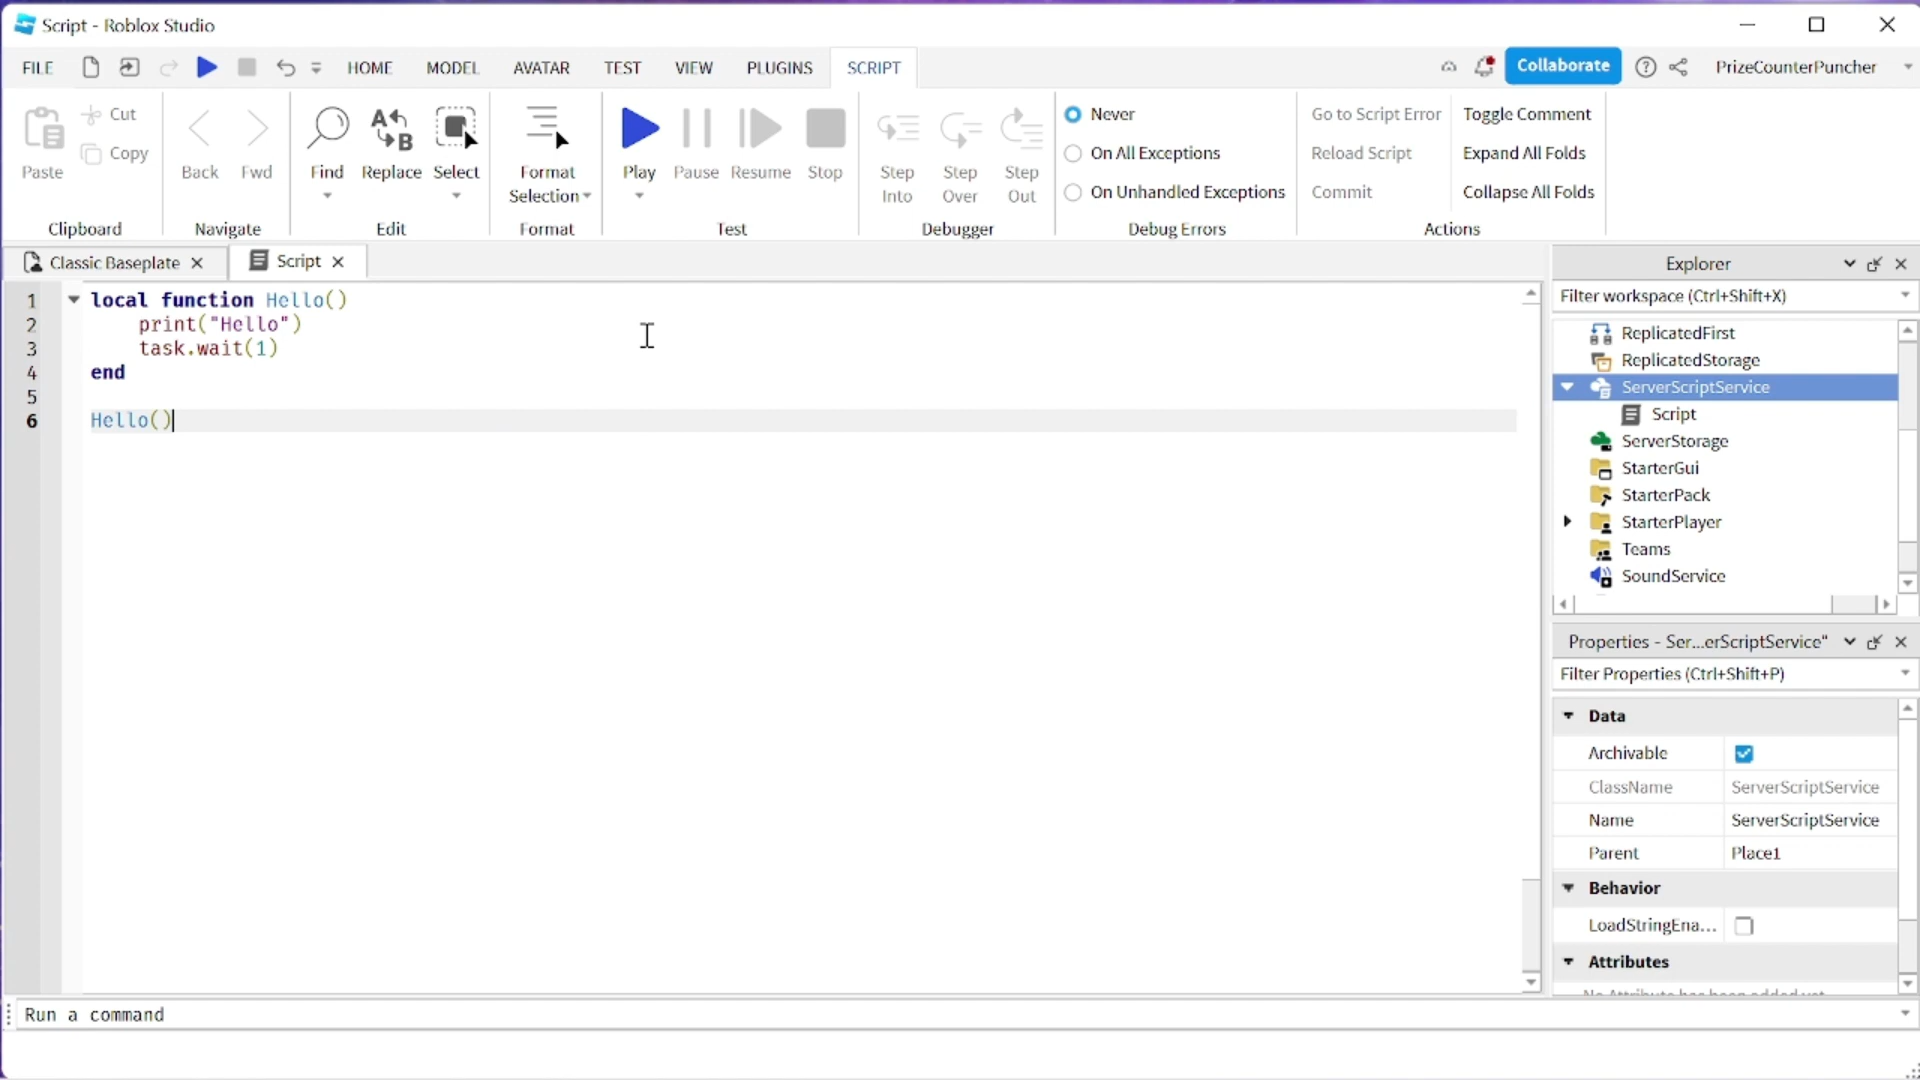 Script - Roblox Studio
FILE HOME MODEL AVATAR TEST VIEW PLUGINS SCRIPT Collaborate PrizeCounterPuncher
Paste
Cut
Copy
Clipboard
Back
Fwd
Navigate
Find
Replace
Select
Edit
Format
Selection
Format
Play
Pause
Resume
Stop
Test
Step
Into
Step
Over
Step
Out
Debugger
Never
On All Exceptions
On Unhandled Exceptions
Debug Errors
Go to Script Error
Reload Script
Commit
Toggle Comment
Expand All Folds
Collapse All Folds
Actions
Classic Baseplate
Script
1 local function Hello()
2 print("Hello")
3 task.wait(1)
4 end
5
6 Hello()
Explorer
Filter workspace (Ctrl+Shift+X)
ReplicatedFirst
ReplicatedStorage
ServerScriptService
Script
ServerStorage
StarterGui
StarterPack
StarterPlayer
Teams
SoundService
Properties - Ser...erScriptService"
Filter Properties (Ctrl+Shift+P)
Data
Archivable
ClassName ServerScriptService
Name ServerScriptService
Parent Place1
Behavior
LoadStringEna...
Attributes
Run a command